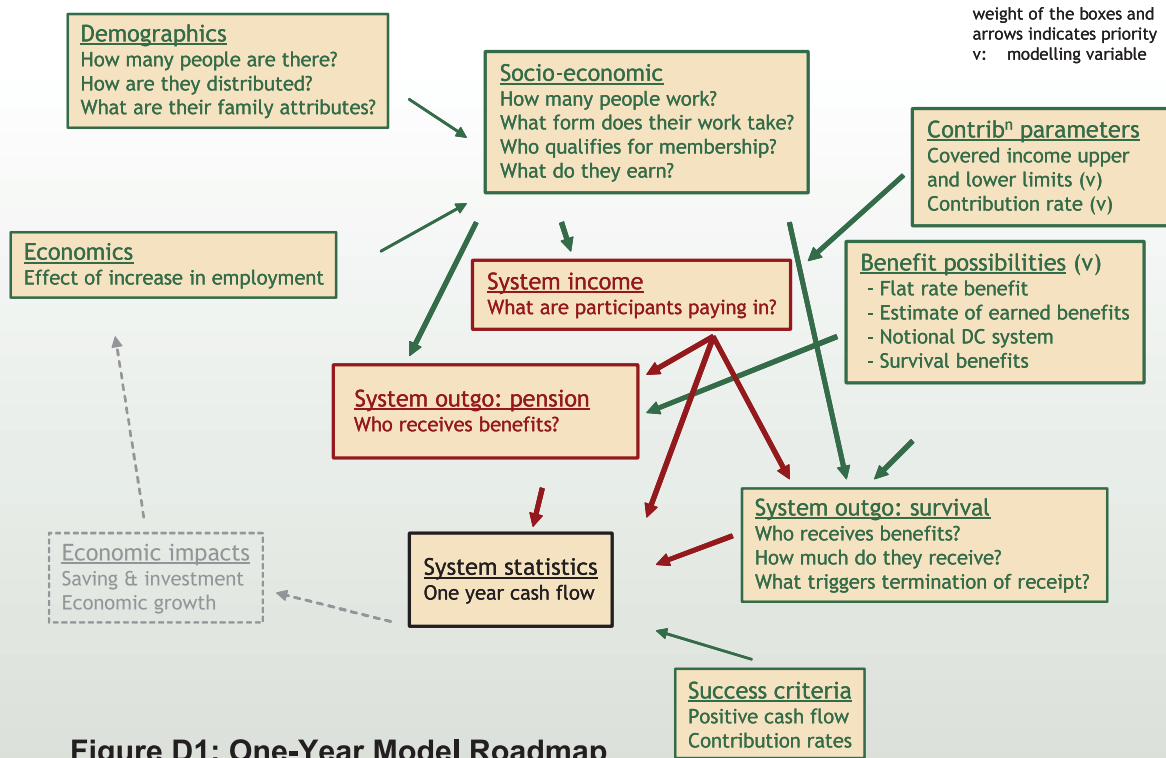 weight of the boxes and
arrows indicates priority
v: modelling variable
Demographics
How many people are there?
How are they distributed?
What are their family attributes?
Socio-economic
How many people work?
What form does their work take?
Who qualifies for membership?
What do they earn?
Contribⁿ parameters
Covered income upper
and lower limits (v)
Contribution rate (v)
Economics
Effect of increase in employment
System income
What are participants paying in?
Benefit possibilities (v)
- Flat rate benefit
- Estimate of earned benefits
- Notional DC system
- Survival benefits
System outgo: pension
Who receives benefits?
System outgo: survival
Who receives benefits?
How much do they receive?
What triggers termination of receipt?
Economic impacts
Saving & investment
Economic growth
System statistics
One year cash flow
Success criteria
Positive cash flow
Contribution rates
Figure D1: One-Year Model Roadmap